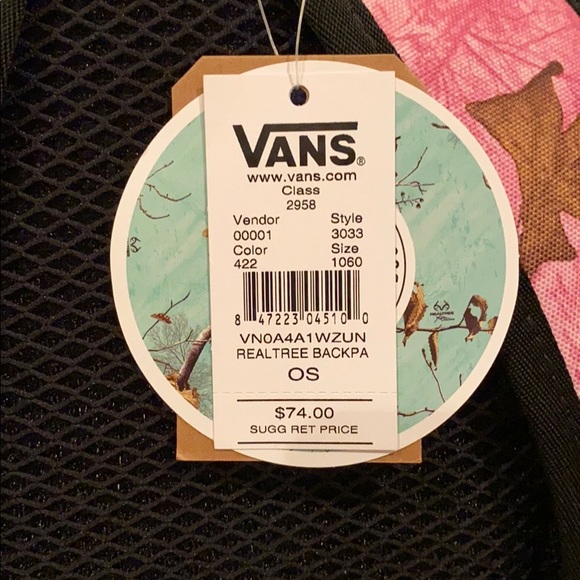 VANS®
www.vans.com
Class
2958
Vendor Style
00001 3033
Color Size
422 1060
8 47223 04510 0
VN0A4A1WZUN
REALTREE BACKPA
OS
$74.00
SUGG RET PRICE
REALTREE